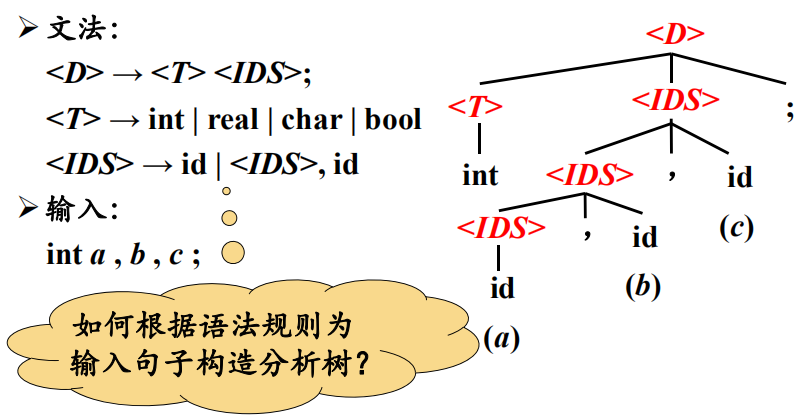 ➢ 文法：
<D> → <T> <IDS>;
<T> → int | real | char | bool
<IDS> → id | <IDS>, id
➢ 输入：
int a , b , c ;
如何根据语法规则为
输入句子构造分析树？
<D>
<T> <IDS> ;
int <IDS> , id
(c)
<IDS> , id
(b)
id
(a)